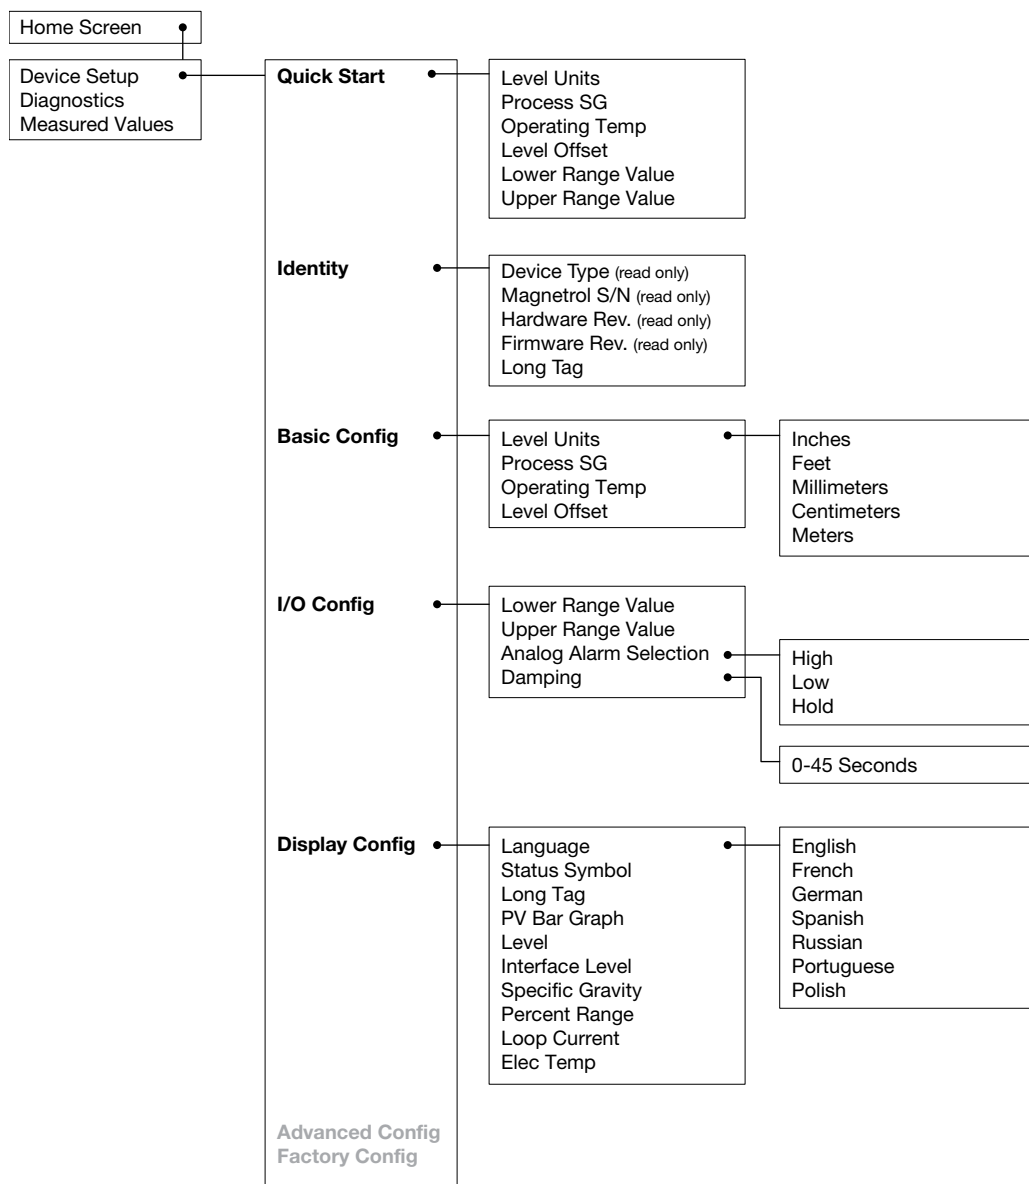 Home Screen
Device Setup
Diagnostics
Measured Values
Quick Start
Level Units
Process SG
Operating Temp
Level Offset
Lower Range Value
Upper Range Value
Identity
Device Type (read only)
Magnetrol S/N (read only)
Hardware Rev. (read only)
Firmware Rev. (read only)
Long Tag
Basic Config
Level Units
Process SG
Operating Temp
Level Offset
Inches
Feet
Millimeters
Centimeters
Meters
I/O Config
Lower Range Value
Upper Range Value
Analog Alarm Selection
Damping
High
Low
Hold
0-45 Seconds
Display Config
Language
Status Symbol
Long Tag
PV Bar Graph
Level
Interface Level
Specific Gravity
Percent Range
Loop Current
Elec Temp
English
French
German
Spanish
Russian
Portuguese
Polish
Advanced Config
Factory Config